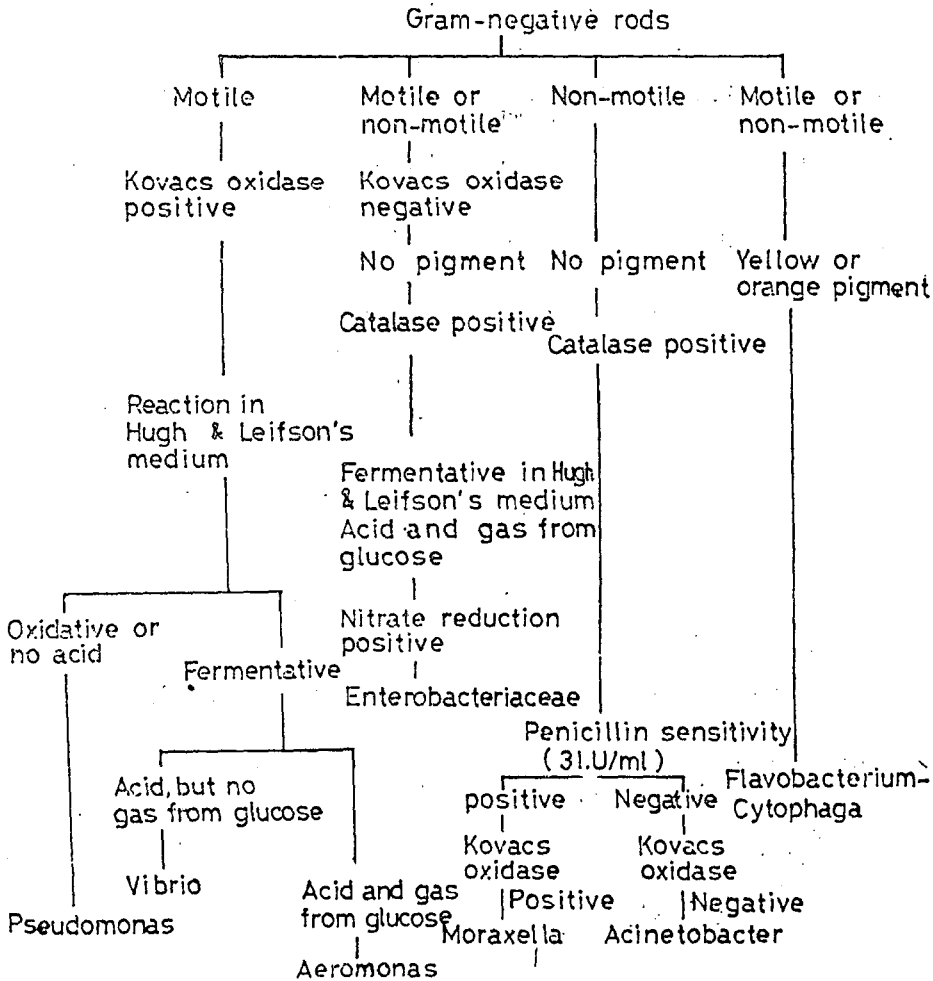 Gram-negative rods
Motile
Motile or
non-motile
Non-motile
Motile or
non-motile
Kovacs oxidase
positive
Kovacs oxidase
negative
No pigment
No pigment
Yellow or
orange pigment
Catalase positive
Catalase positive
Reaction in
Hugh & Leifson's
medium
Fermentative in Hugh
& Leifson's medium
Acid and gas from
glucose
Oxidative or
no acid
Fermentative
Nitrate reduction
positive
Enterobacteriaceae
Penicillin sensitivity
(3I.U/ml)
Acid, but no
gas from glucose
positive
Negative
Flavobacterium-
Cytophaga
Kovacs
oxidase
Kovacs
oxidase
Vibrio
Acid and gas
from glucose
Positive
Negative
Pseudomonas
Moraxella
Acinetobacter
Aeromonas